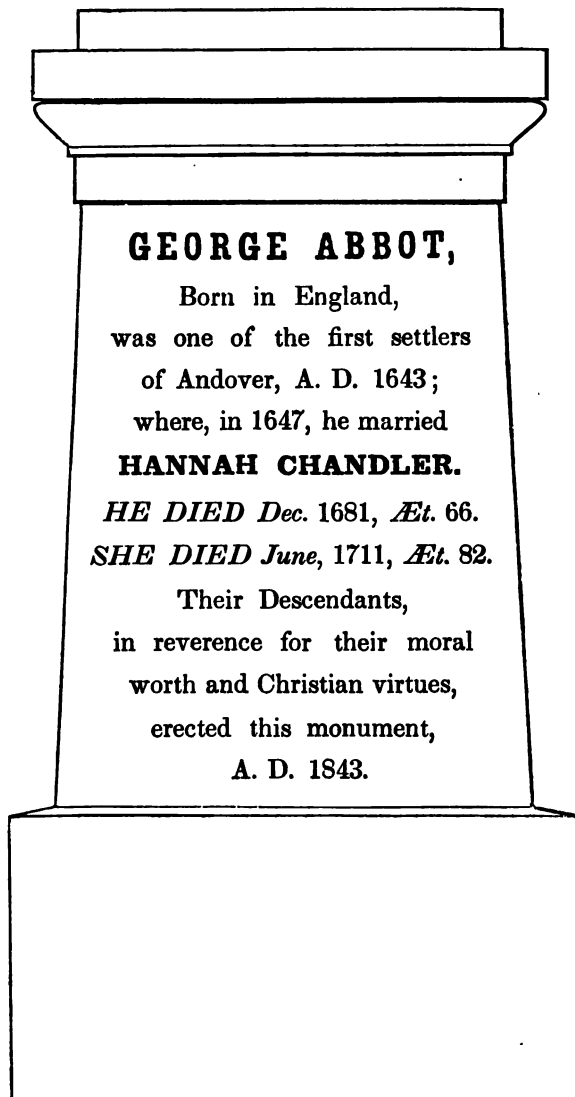 GEORGE ABBOT,
Born in England,
was one of the first settlers
of Andover, A. D. 1643;
where, in 1647, he married
HANNAH CHANDLER.
HE DIED Dec. 1681, Æt. 66.
SHE DIED June, 1711, Æt. 82.
Their Descendants,
in reverence for their moral
worth and Christian virtues,
erected this monument,
A. D. 1843.